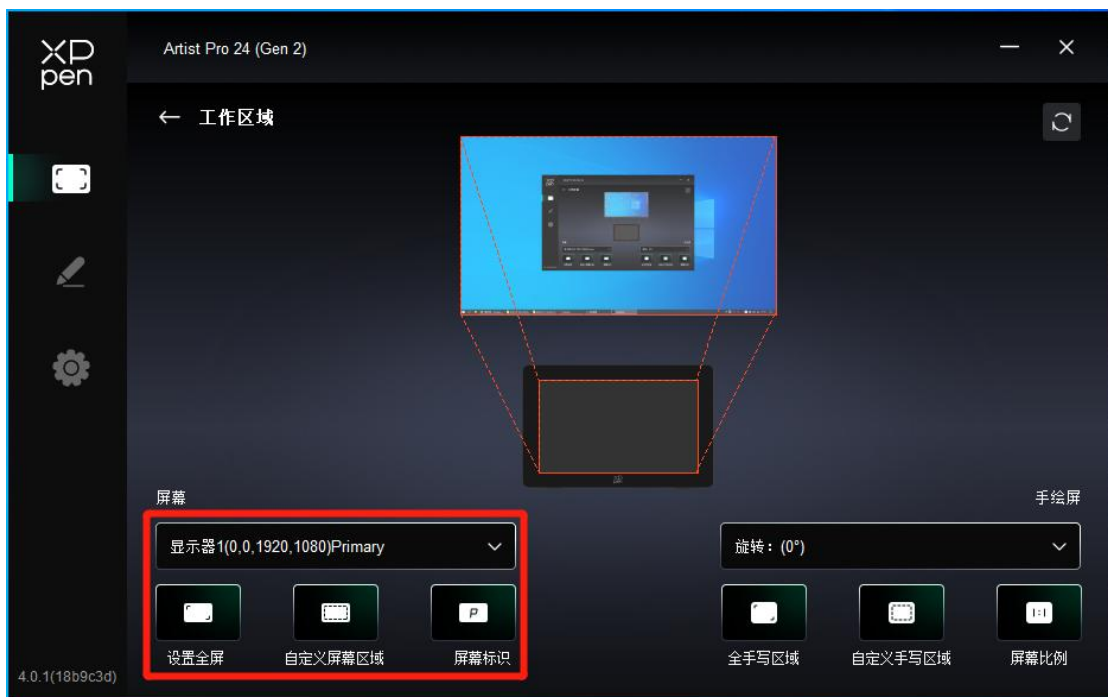 XP
pen
Artist Pro 24 (Gen 2)
工作区域
屏幕
手绘屏
显示器1(0,0,1920,1080)Primary
旋转：(0°)
P
1:1
设置全屏
自定义屏幕区域
屏幕标识
全手写区域
自定义手写区域
屏幕比例
4.0.1(18b9c3d)